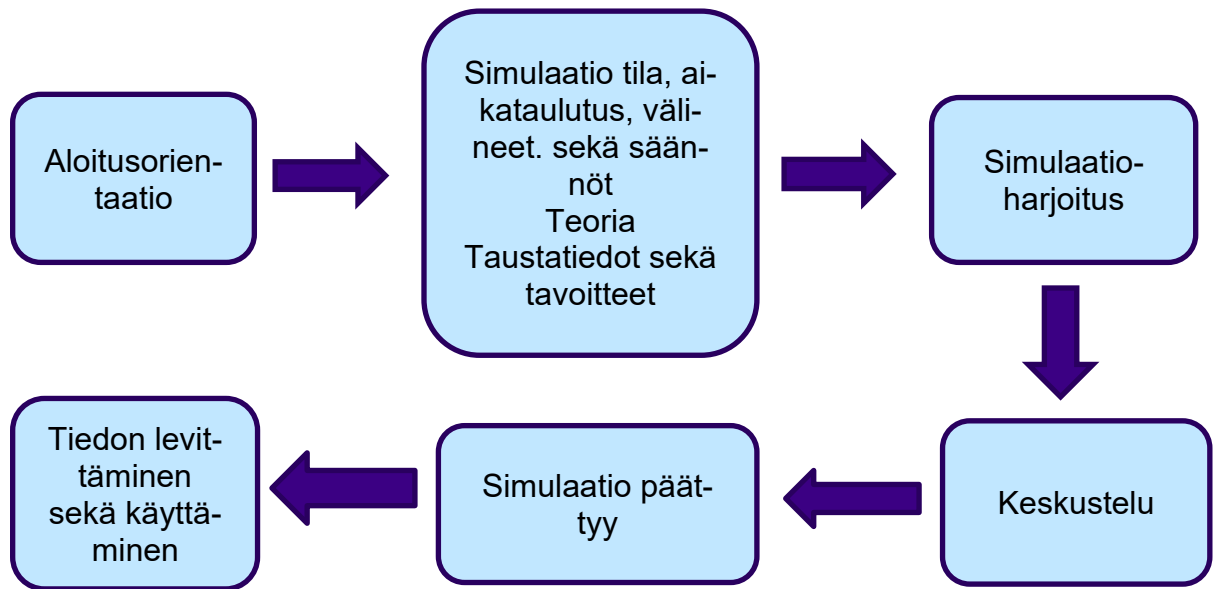 Aloitusorien-
taatio
Simulaatio tila, ai-
kataulutus, väli-
neet. sekä sään-
nöt
Teoria
Taustatiedot sekä
tavoitteet
Simulaatio-
harjoitus
Keskustelu
Simulaatio päät-
tyy
Tiedon levit-
täminen
sekä käyttä-
minen